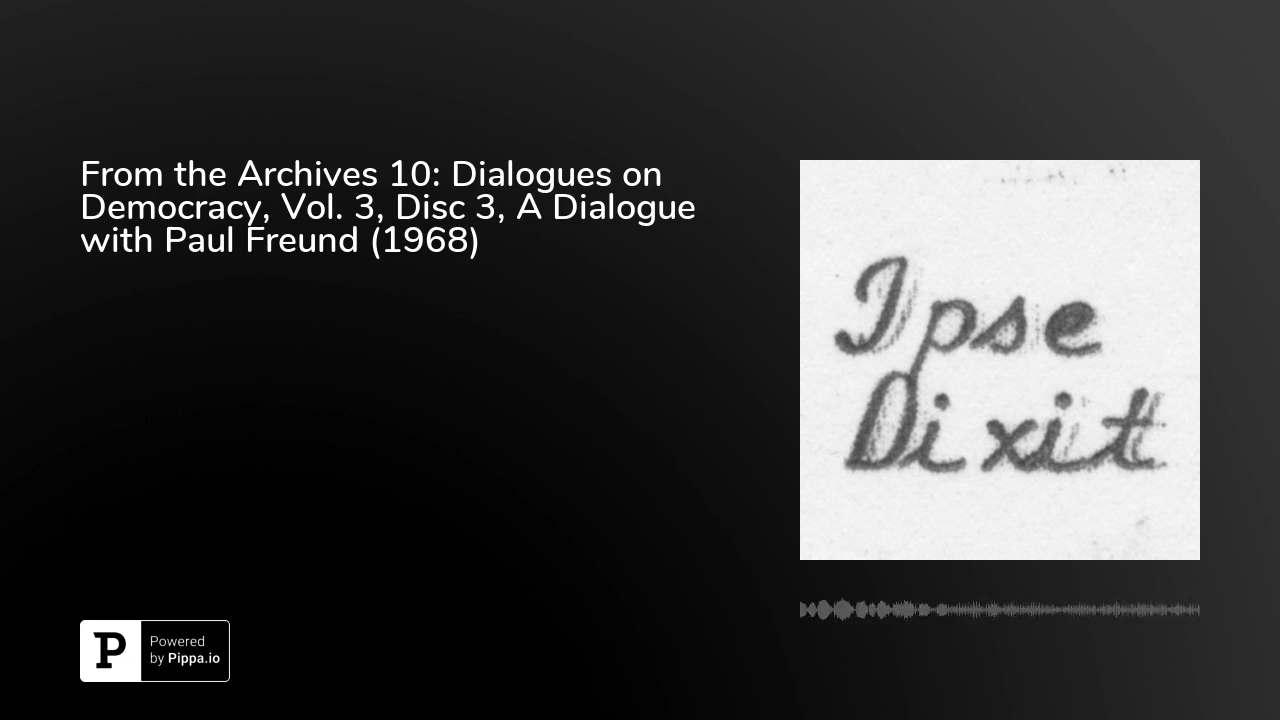 From the Archives 10: Dialogues on
Democracy, Vol. 3, Disc 3, A Dialogue
with Paul Freund (1968)
Ipse
Dixit
P
Powered
by Pippa.io